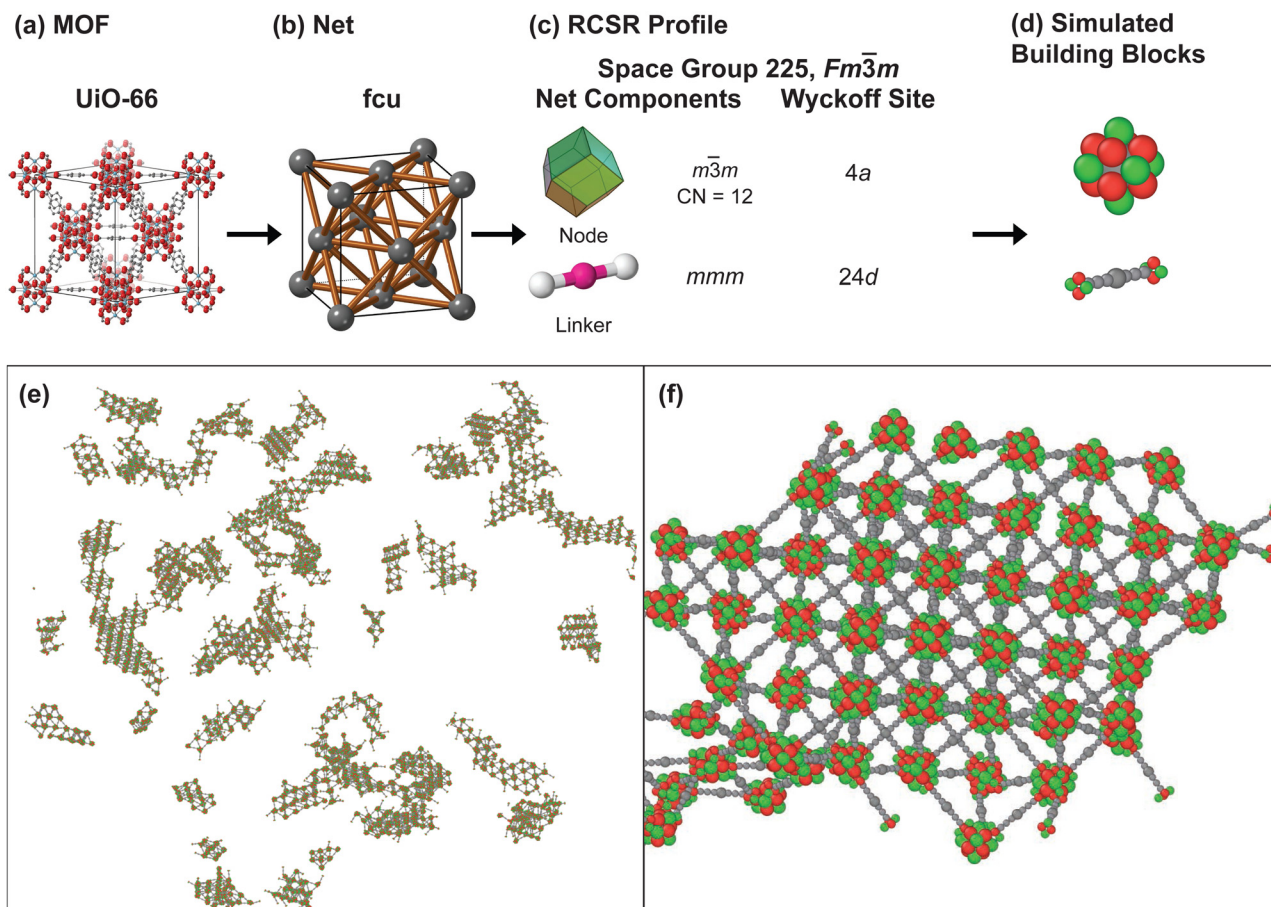 (a) MOF
(b) Net
(c) RCSR Profile
(d) Simulated
Building Blocks
Space Group 225, Fm3̅m
UiO-66
fcu
Net Components
Wyckoff Site
m3̅m
CN = 12
4a
Node
mmm
24d
Linker
(e)
(f)